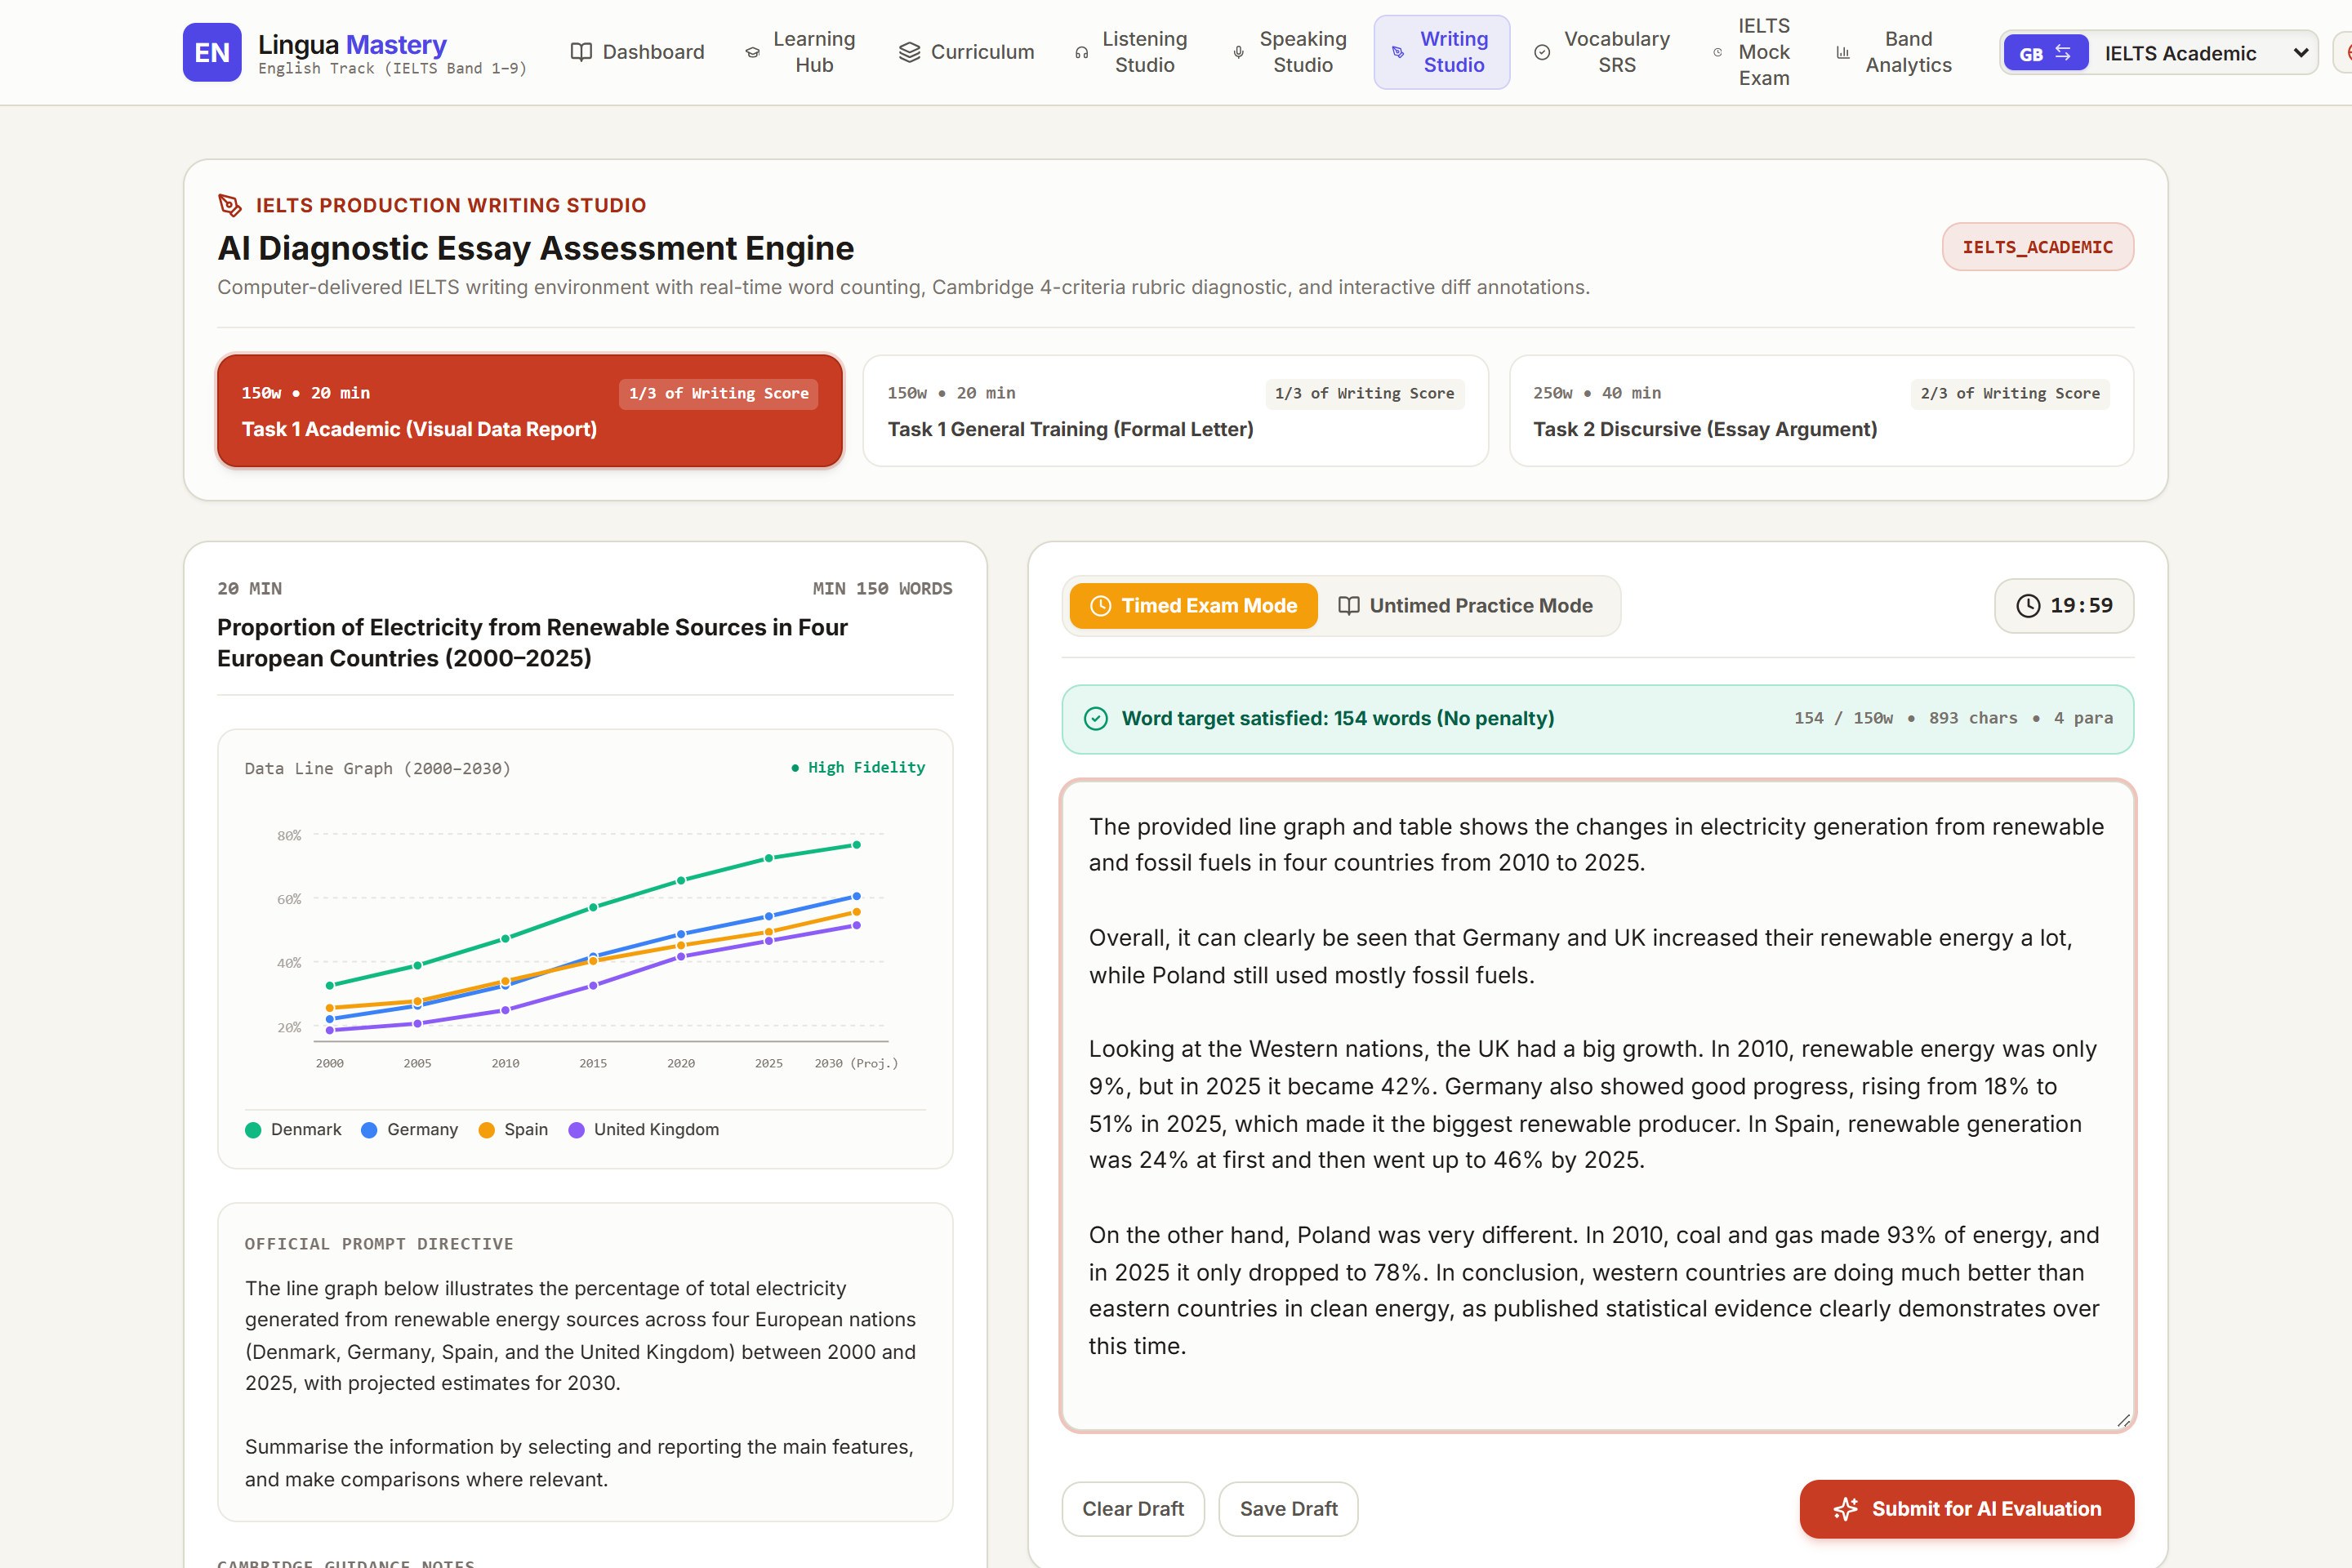 EN
Lingua Mastery
English Track (IELTS Band 1–9)
Dashboard
Learning
Hub
Curriculum
Listening
Studio
Speaking
Studio
Writing
Studio
Vocabulary
SRS
IELTS
Mock
Exam
Band
Analytics
GB
IELTS Academic
IELTS PRODUCTION WRITING STUDIO
AI Diagnostic Essay Assessment Engine
Computer-delivered IELTS writing environment with real-time word counting, Cambridge 4-criteria rubric diagnostic, and interactive diff annotations.
IELTS_ACADEMIC
150w • 20 min
1/3 of Writing Score
Task 1 Academic (Visual Data Report)
150w • 20 min
1/3 of Writing Score
Task 1 General Training (Formal Letter)
250w • 40 min
2/3 of Writing Score
Task 2 Discursive (Essay Argument)
20 MIN
MIN 150 WORDS
Proportion of Electricity from Renewable Sources in Four
European Countries (2000–2025)
Data Line Graph (2000–2030)
• High Fidelity
80%
60%
40%
20%
2000
2005
2010
2015
2020
2025
2030 (Proj.)
Denmark
Germany
Spain
United Kingdom
OFFICIAL PROMPT DIRECTIVE
The line graph below illustrates the percentage of total electricity
generated from renewable energy sources across four European nations
(Denmark, Germany, Spain, and the United Kingdom) between 2000 and
2025, with projected estimates for 2030.
Summarise the information by selecting and reporting the main features,
and make comparisons where relevant.
CAMBRIDGE GUIDANCE NOTES
Timed Exam Mode
Untimed Practice Mode
19:59
Word target satisfied: 154 words (No penalty)
154 / 150w • 893 chars • 4 para
The provided line graph and table shows the changes in electricity generation from renewable
and fossil fuels in four countries from 2010 to 2025.
Overall, it can clearly be seen that Germany and UK increased their renewable energy a lot,
while Poland still used mostly fossil fuels.
Looking at the Western nations, the UK had a big growth. In 2010, renewable energy was only
9%, but in 2025 it became 42%. Germany also showed good progress, rising from 18% to
51% in 2025, which made it the biggest renewable producer. In Spain, renewable generation
was 24% at first and then went up to 46% by 2025.
On the other hand, Poland was very different. In 2010, coal and gas made 93% of energy, and
in 2025 it only dropped to 78%. In conclusion, western countries are doing much better than
eastern countries in clean energy, as published statistical evidence clearly demonstrates over
this time.
Clear Draft
Save Draft
Submit for AI Evaluation